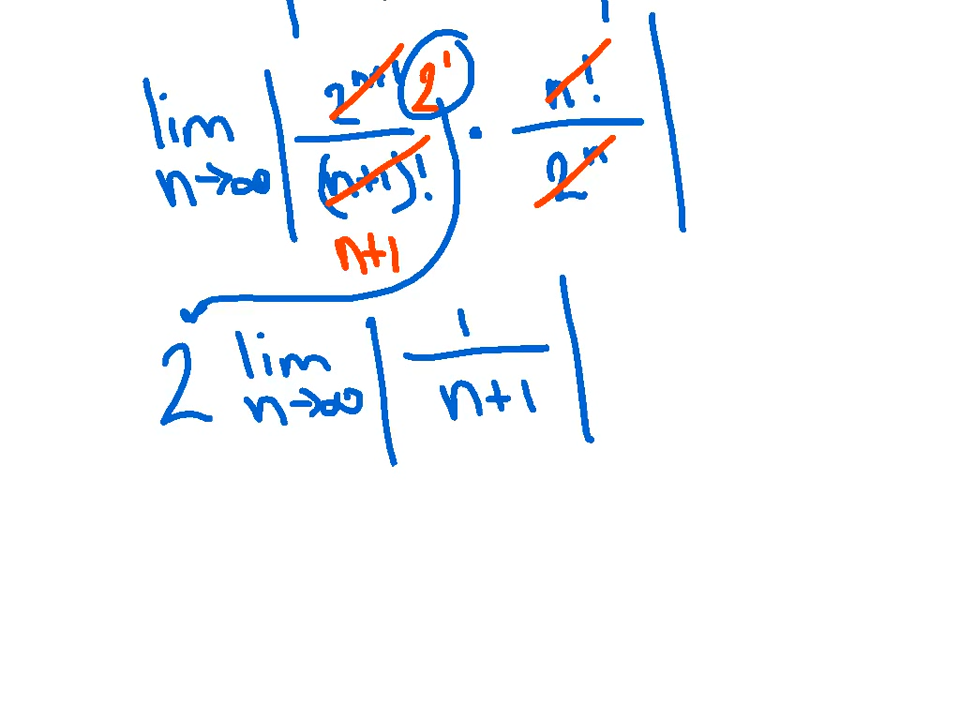 lim n→∞ | 2^(n+1) 2^1 / (n+1)! · n! / 2^n |
n+1
2 lim n→∞ | 1 / n+1 |